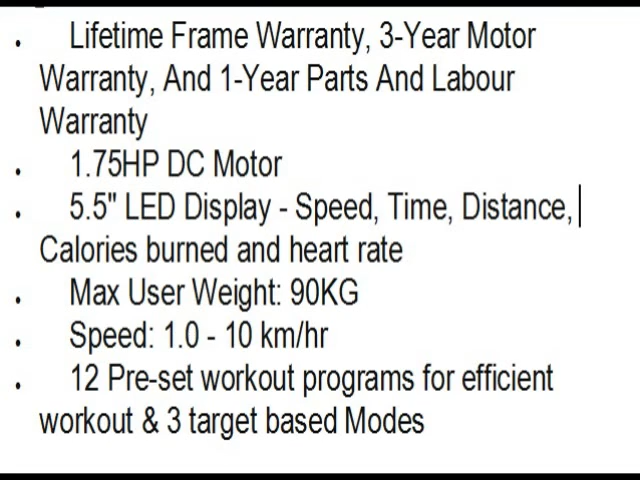 • Lifetime Frame Warranty, 3-Year Motor
Warranty, And 1-Year Parts And Labour
Warranty
• 1.75HP DC Motor
• 5.5" LED Display - Speed, Time, Distance,
Calories burned and heart rate
• Max User Weight: 90KG
• Speed: 1.0 - 10 km/hr
• 12 Pre-set workout programs for efficient
workout & 3 target based Modes